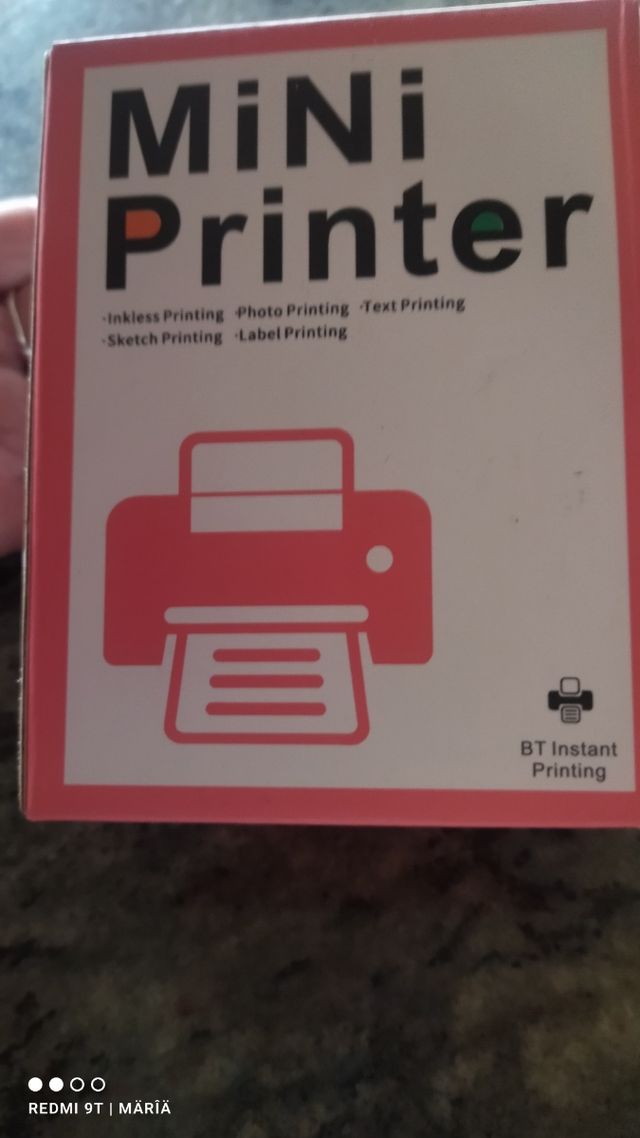 MiNi
Printer
·Inkless Printing ·Photo Printing ·Text Printing
·Sketch Printing ·Label Printing
BT Instant
Printing
REDMI 9T | MÄRÎÄ